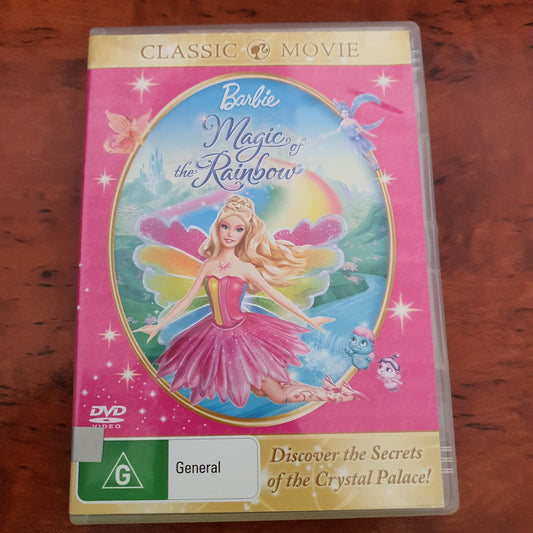 CLASSIC MOVIE
Barbie
Magic of
the Rainbow
DVD
VIDEO
G
General
Discover the Secrets
of the Crystal Palace!